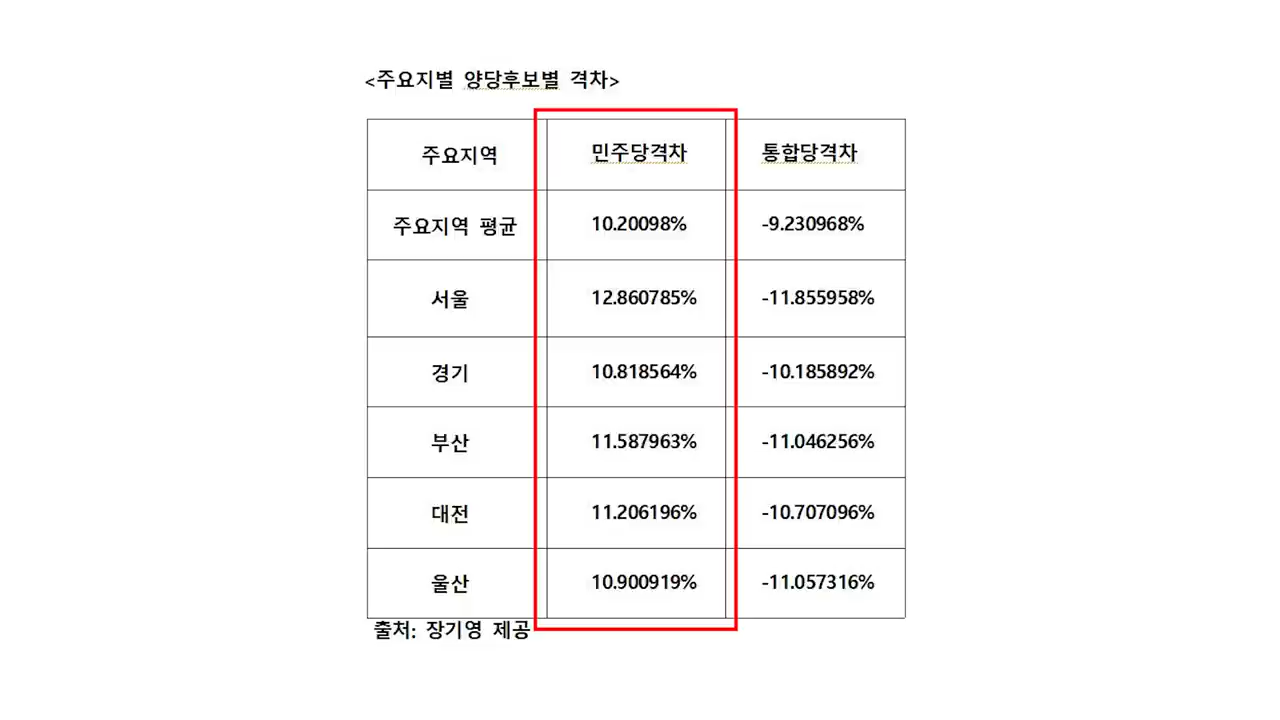 <주요지별 양당후보별 격차>
주요지역 민주당격차 통합당격차
주요지역 평균 10.20098% -9.230968%
서울 12.860785% -11.855958%
경기 10.818564% -10.185892%
부산 11.587963% -11.046256%
대전 11.206196% -10.707096%
울산 10.900919% -11.057316%
출처: 장기영 제공